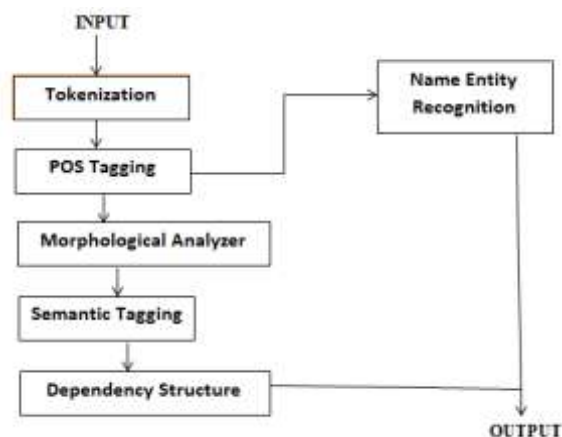 INPUT
Tokenization
POS Tagging
Morphological Analyzer
Semantic Tagging
Dependency Structure
Name Entity
Recognition
OUTPUT